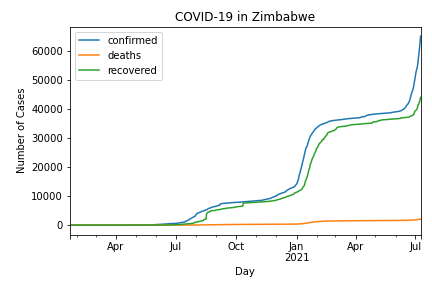 COVID-19 in Zimbabwe
confirmed
deaths
recovered
Number of Cases
60000
50000
40000
30000
20000
10000
0
Apr
Jul
Oct
Jan
2021
Apr
Jul
Day